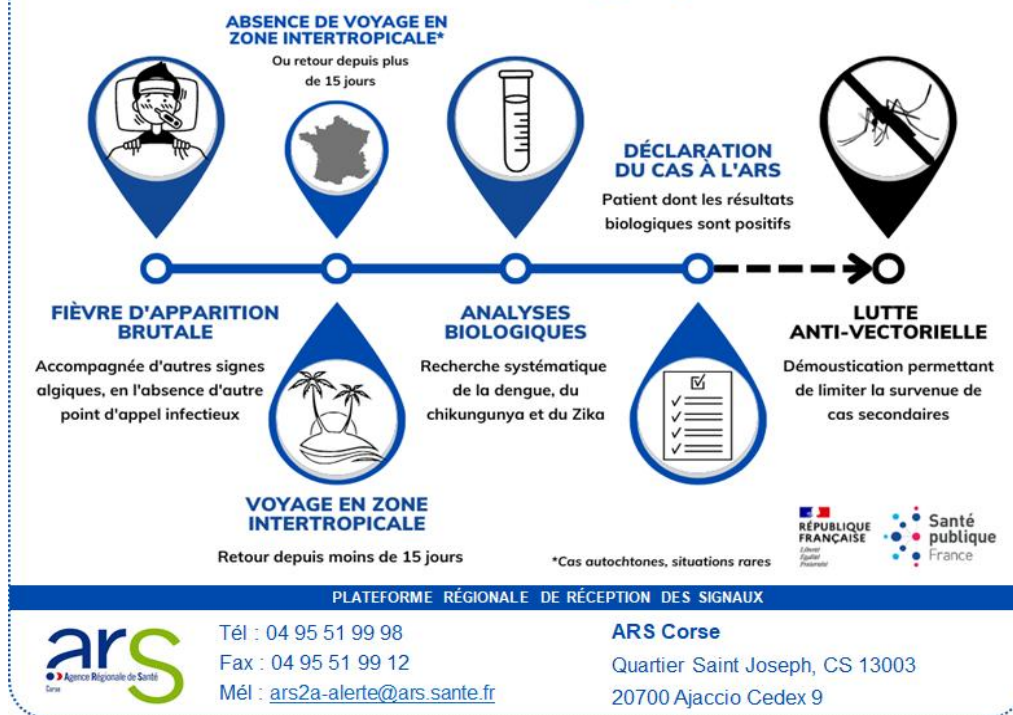 ABSENCE DE VOYAGE EN
ZONE INTERTROPICALE*
Ou retour depuis plus
de 15 jours
DÉCLARATION
DU CAS À L'ARS
Patient dont les résultats
biologiques sont positifs
FIÈVRE D'APPARITION
BRUTALE
Accompagnée d'autres signes
algiques, en l'absence d'autre
point d'appel infectieux
ANALYSES
BIOLOGIQUES
Recherche systématique
de la dengue, du
chikungunya et du Zika
LUTTE
ANTI-VECTORIELLE
Démoustication permettant
de limiter la survenue de
cas secondaires
VOYAGE EN ZONE
INTERTROPICALE
Retour depuis moins de 15 jours
*Cas autochtones, situations rares
RÉPUBLIQUE
FRANÇAISE
Liberté
Égalité
Fraternité
Santé
publique
France
PLATEFORME RÉGIONALE DE RÉCEPTION DES SIGNAUX
ars
Agence Régionale de Santé
Corse
Tél : 04 95 51 99 98
Fax : 04 95 51 99 12
Mél : ars2a-alerte@ars.sante.fr
ARS Corse
Quartier Saint Joseph, CS 13003
20700 Ajaccio Cedex 9